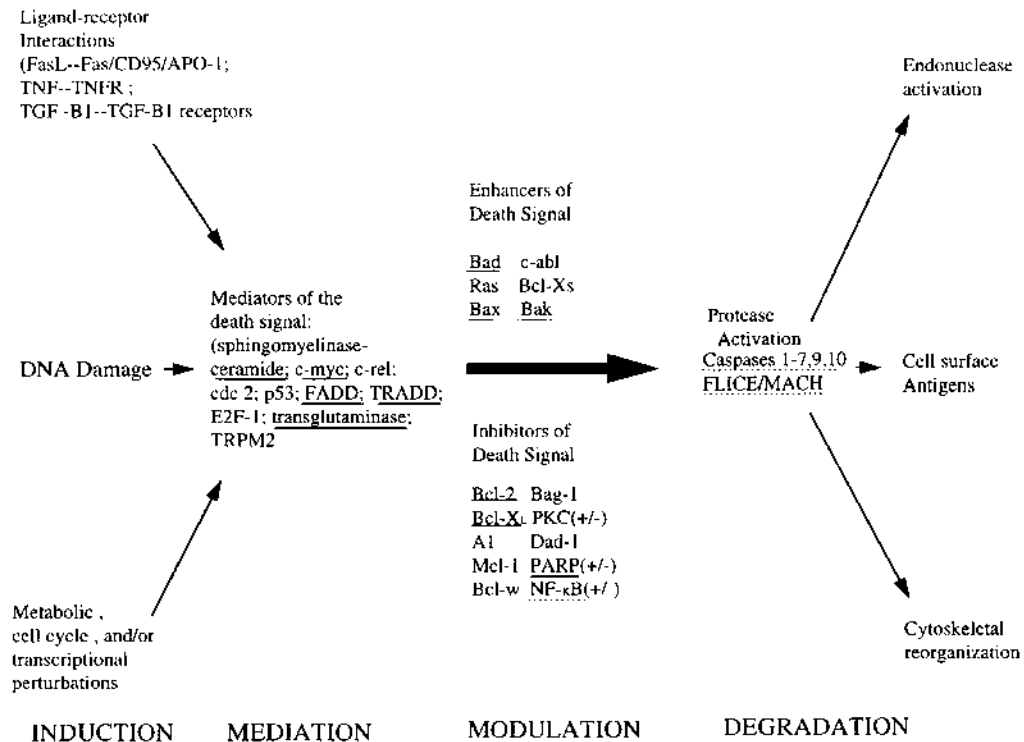 Ligand-receptor
Interactions
(FasL--Fas/CD95/APO-1;
TNF--TNFR ;
TGF -B1--TGF-B1 receptors
DNA Damage
Metabolic ,
cell cycle , and/or
transcriptional
perturbations
INDUCTION
Mediators of the
death signal:
(sphingomyelinase-
ceramide; c-myc; c-rel;
cdc 2; p53; FADD; TRADD;
E2F-1; transglutaminase;
TRPM2
MEDIATION
Enhancers of
Death Signal
Bad c-abl
Ras Bcl-Xs
Bax Bak
Inhibitors of
Death Signal
Bcl-2 Bag-1
Bcl-XL PKC(+/-)
A1 Dad-1
Mcl-1 PARP(+/-)
Bcl-w NF-κB(+/ )
MODULATION
Protease
Activation
Caspases 1-7,9,10
FLICE/MACH
DEGRADATION
Endonuclease
activation
Cell surface
Antigens
Cytoskeletal
reorganization